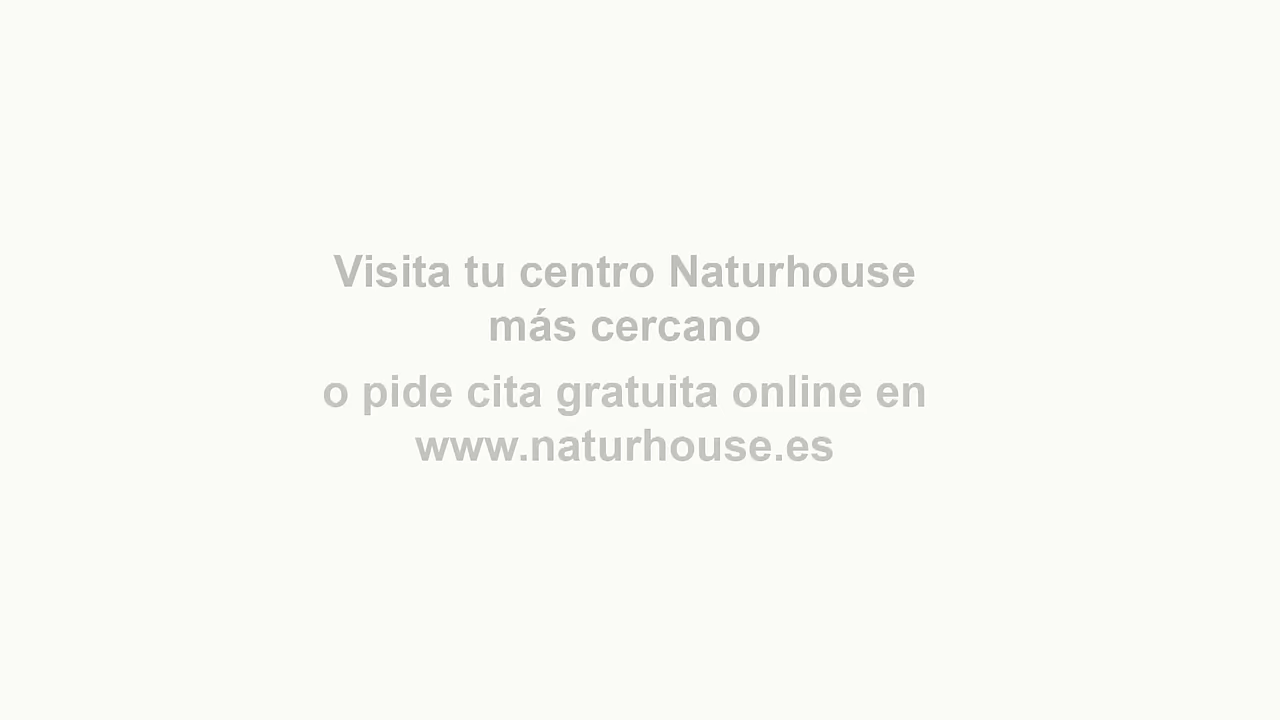 Visita tu centro Naturhouse
más cercano
o pide cita gratuita online en
www.naturhouse.es